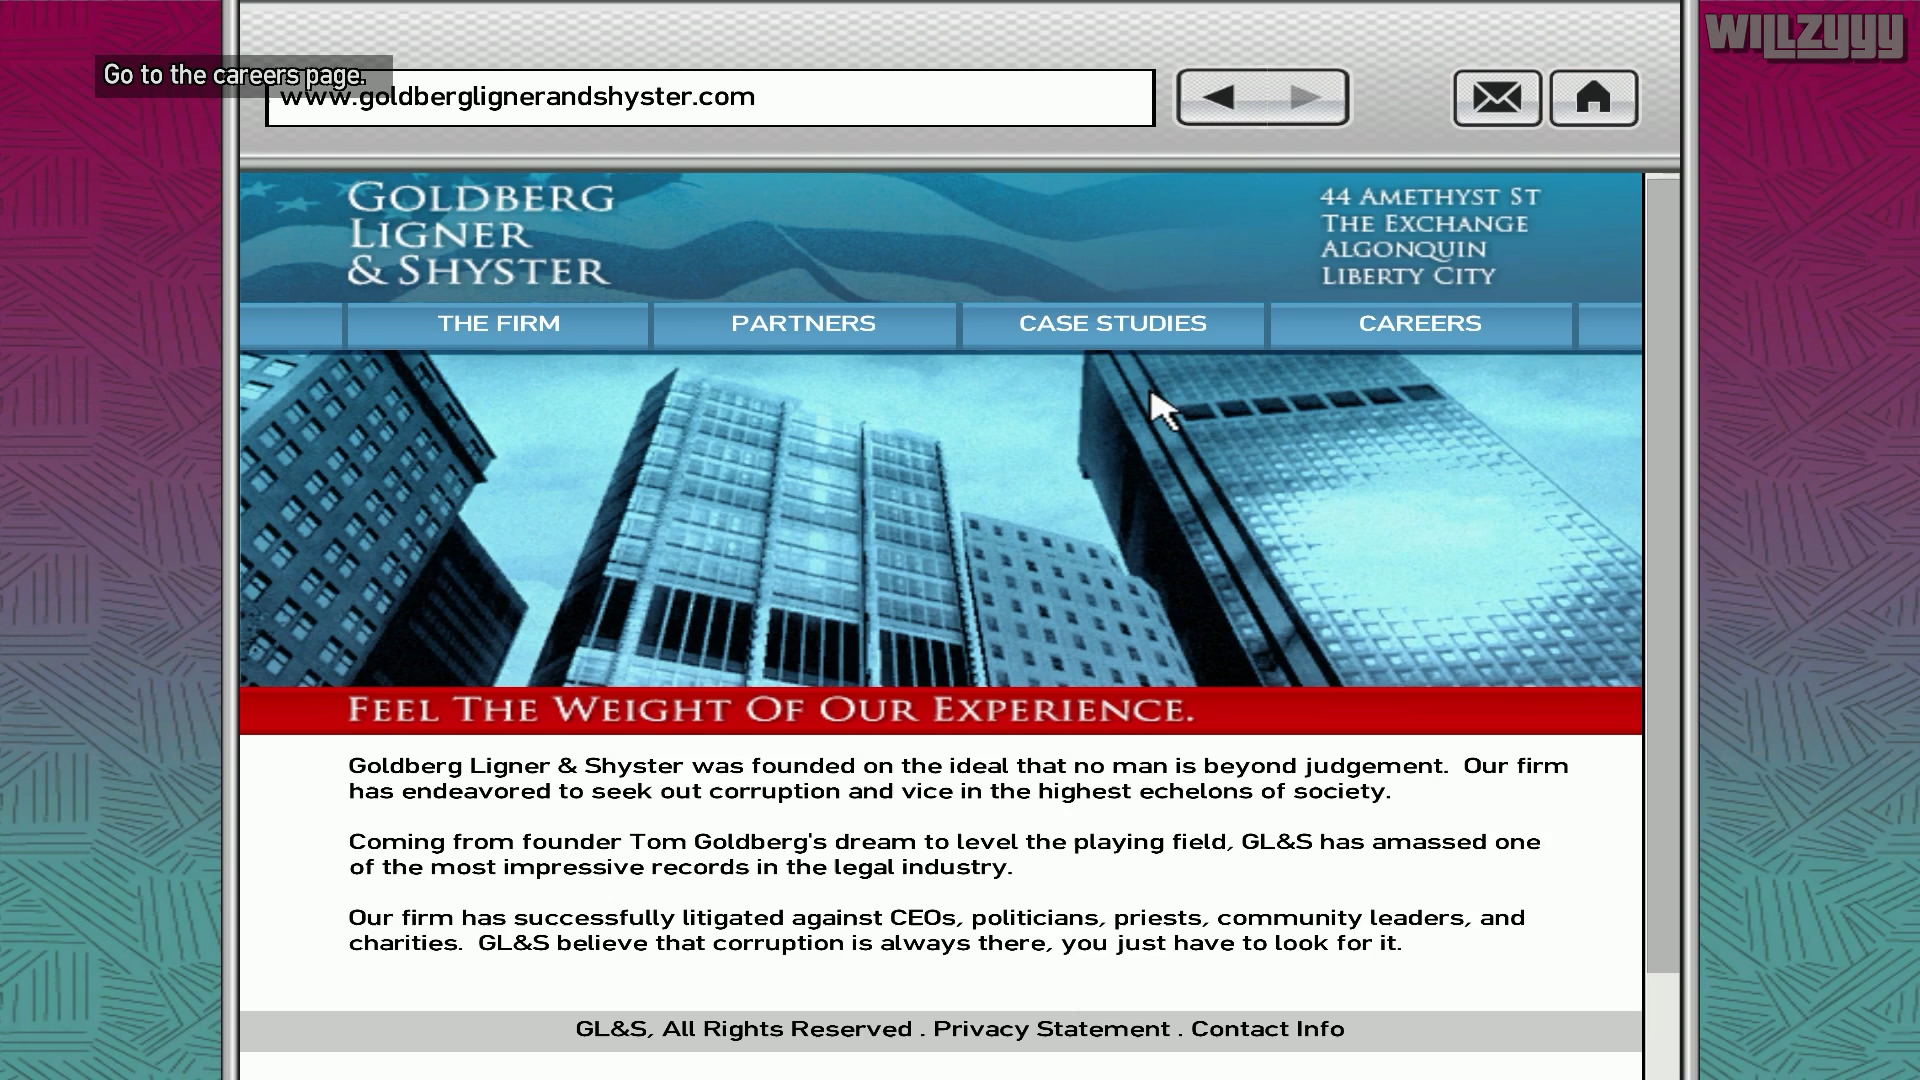 WILLZYYY
Go to the careers page.
www.goldberglignerandshyster.com
GOLDBERG
LIGNER
& SHYSTER
44 AMETHYST ST
THE EXCHANGE
ALGONQUIN
LIBERTY CITY
THE FIRM
PARTNERS
CASE STUDIES
CAREERS
FEEL THE WEIGHT OF OUR EXPERIENCE.
Goldberg Ligner & Shyster was founded on the ideal that no man is beyond judgement.  Our firm
has endeavored to seek out corruption and vice in the highest echelons of society.
Coming from founder Tom Goldberg's dream to level the playing field, GL&S has amassed one
of the most impressive records in the legal industry.
Our firm has successfully litigated against CEOs, politicians, priests, community leaders, and
charities.  GL&S believe that corruption is always there, you just have to look for it.
GL&S, All Rights Reserved . Privacy Statement . Contact Info